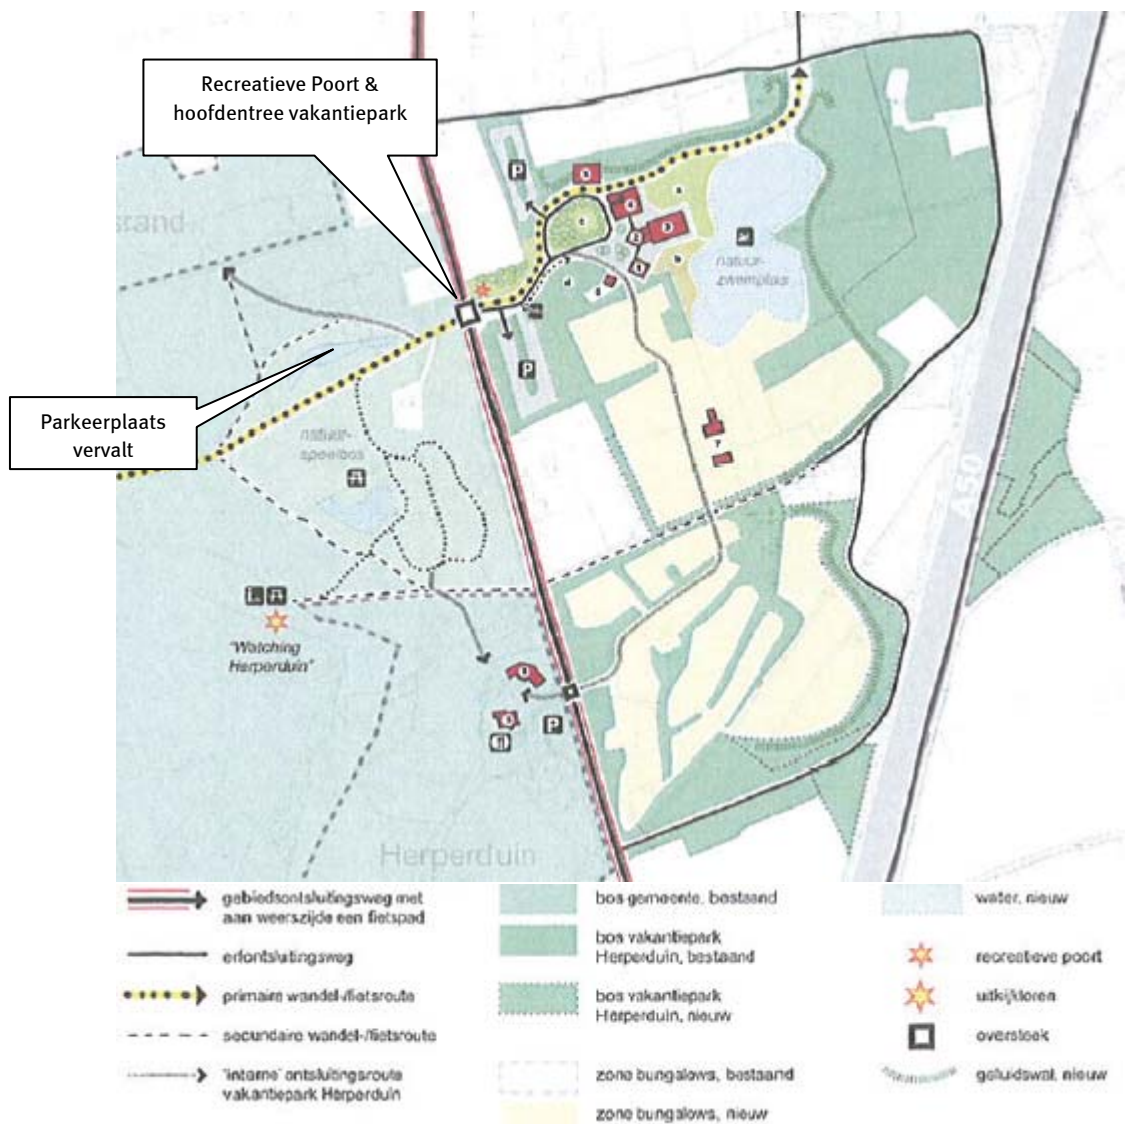 Recreatieve Poort &
hoofdentree vakantiepark
Parkeerplaats
vervalt
srand
P
P
natuur-
zwemplas
natuur-
speelbos
A50
"Watching
Herperduin"
P
Herperduin
gebiedsontsluitingsweg met
aan weerszijde een fietspad
erfontsluitingsweg
primaire wandel-/fietsroute
secundaire wandel-/fietsroute
'interne' ontsluitingsroute
vakantiepark Herperduin
bos gemeente, bestaand
bos vakantiepark
Herperduin, bestaand
bos vakantiepark
Herperduin, nieuw
zone bungalows, bestaand
zone bungalows, nieuw
water, nieuw
recreatieve poort
uitkijktoren
oversteek
geluidswal, nieuw